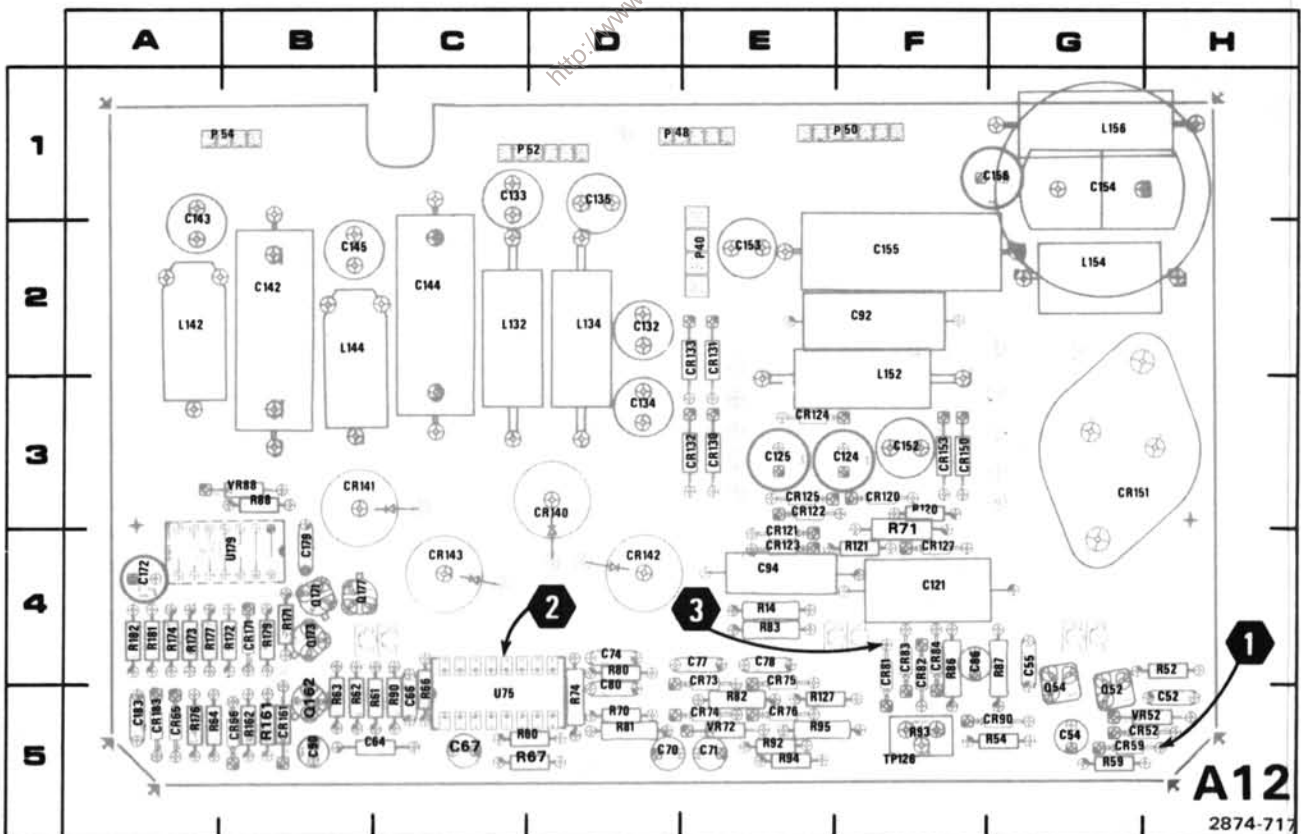 http://www
A B C D E F G H
1
P54 P52 P48 P50 L156
C143 C133 C135 C156 C154
2
C142 C145 C144 P40 C153 C155 L154
L142 L144 L132 L134 C132 C92
CR133 CR131 L152
3
C134 CR124
CR132 CR130 C125 C124 C152 CR153 CR150
VR88 R88 CR141 CR140 CR125 CR120 CR151
CR122 R120
U179 C179 CR121 R71
CR143 CR142 CR123 R121 CR127
4
C172 Q171 Q177 C94 C121
2 3 R14
R83
R182 R181 R174 R173 R177 R172 CR171 R179 R171 Q173
1
C74 C77 C78 CR81 CR83 CR82 CR84 R86 C86 R87 C55 R52
R80 CR73 CR75 Q54 Q52
R63 R62 R61 R90 C66 R66 U75 R74 C80 R82 R127 C52
5
C183 CR183 CR65 R176 R64 CR66 R162 R161 CR161 Q162
R70 CR74 CR76 CR90 VR52
R81 VR72 R95 R93 CR52
C90 C64 C67 R80 C70 C71 R92 R54 C54 CR59
R67 R94 TP126 R59
A12
2874-717